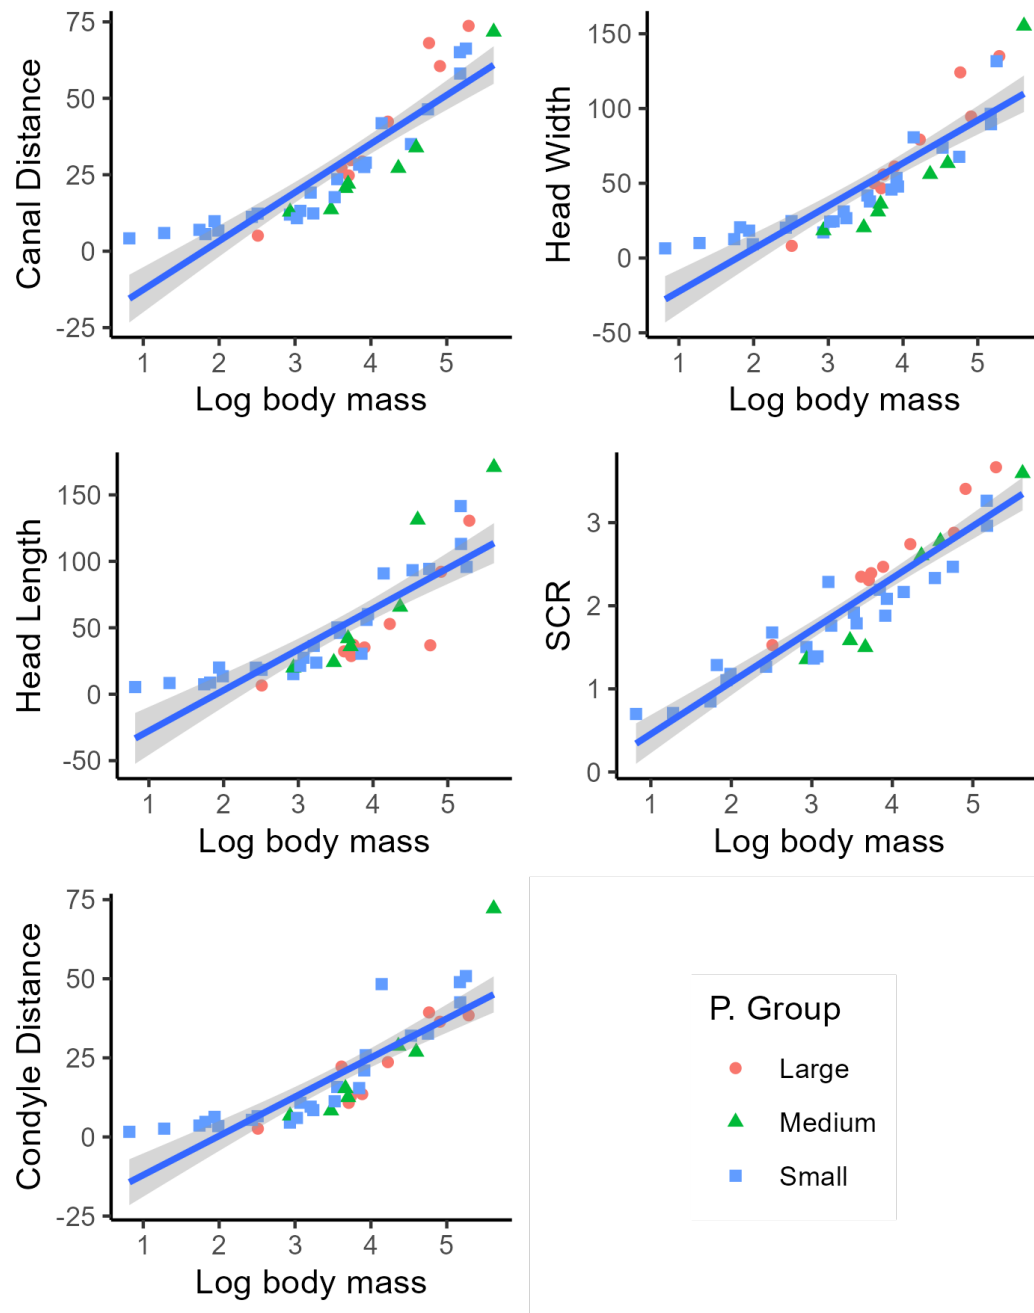 75
50
25
0
-25
Canal Distance
1 2 3 4 5
Log body mass
150
100
50
0
-50
Head Width
1 2 3 4 5
Log body mass
150
100
50
0
-50
Head Length
1 2 3 4 5
Log body mass
3
2
1
0
SCR
1 2 3 4 5
Log body mass
75
50
25
0
-25
Condyle Distance
1 2 3 4 5
Log body mass
P. Group
Large
Medium
Small